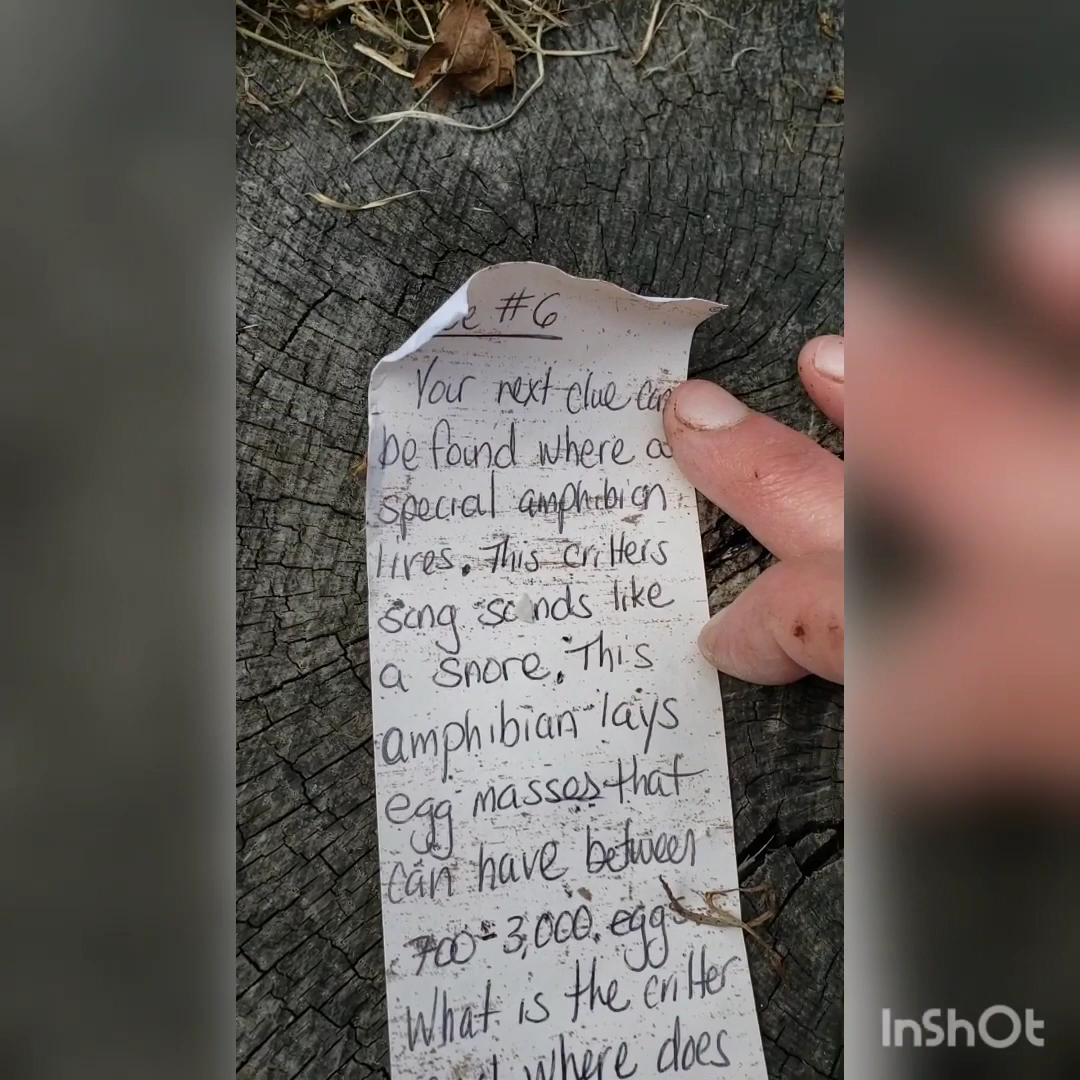 #6
Your next clue can
be found where a
special amphibian
lives. This critters
song sounds like
a snore. This
amphibian lays
egg masses that
can have between
700-3,000 eggs
What is the critter
where does
InShOt